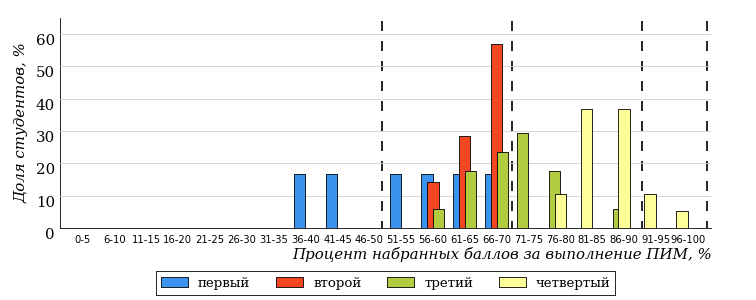 Доля студентов, %
60
50
40
30
20
10
0
0-5 6-10 11-15 16-20 21-25 26-30 31-35 36-40 41-45 46-50 51-55 56-60 61-65 66-70 71-75 76-80 81-85 86-90 91-95 96-100
Процент набранных баллов за выполнение ПИМ, %
первый второй третий четвертый